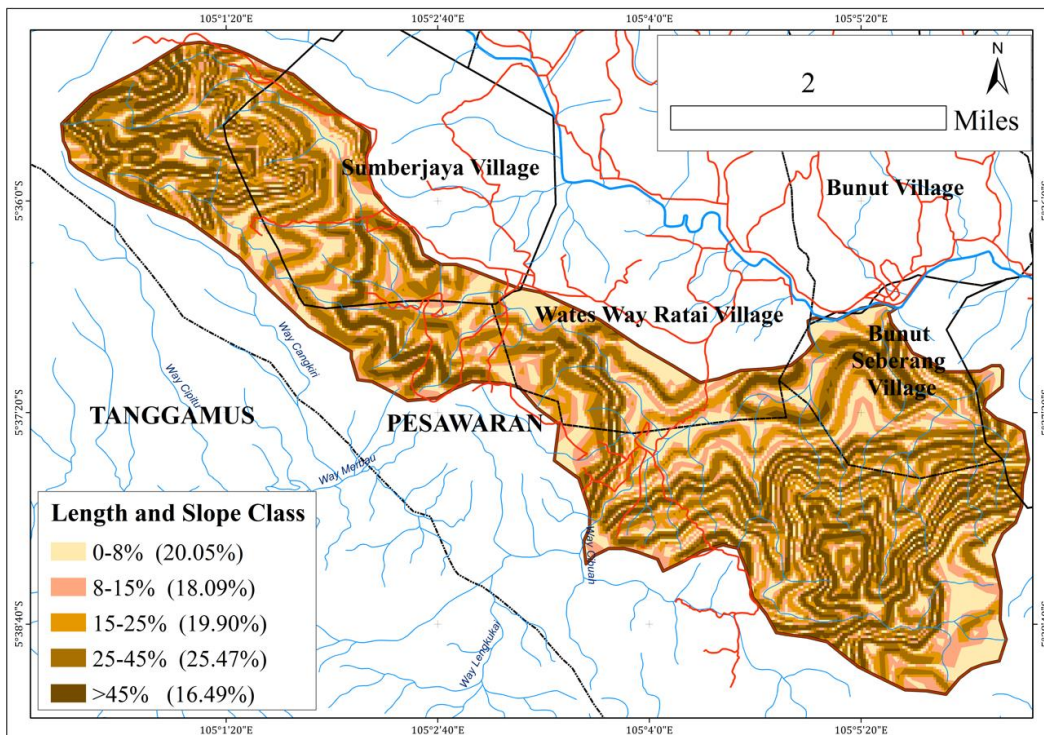 105°1'20"E 105°2'40"E 105°4'0"E 105°5'20"E
N
2
Miles
Sumberjaya Village
Bunut Village
5°36'0"S
Wates Way Ratai Village
Bunut
Seberang
Village
Way Cangkiri
Way Cipitu
5°37'20"S
TANGGAMUS
PESAWARAN
Way Merbau
Length and Slope Class
0-8% (20.05%)
8-15% (18.09%)
15-25% (19.90%)
25-45% (25.47%)
>45% (16.49%)
5°38'40"S
Way Lengkukai
105°1'20"E 105°2'40"E 105°4'0"E 105°5'20"E